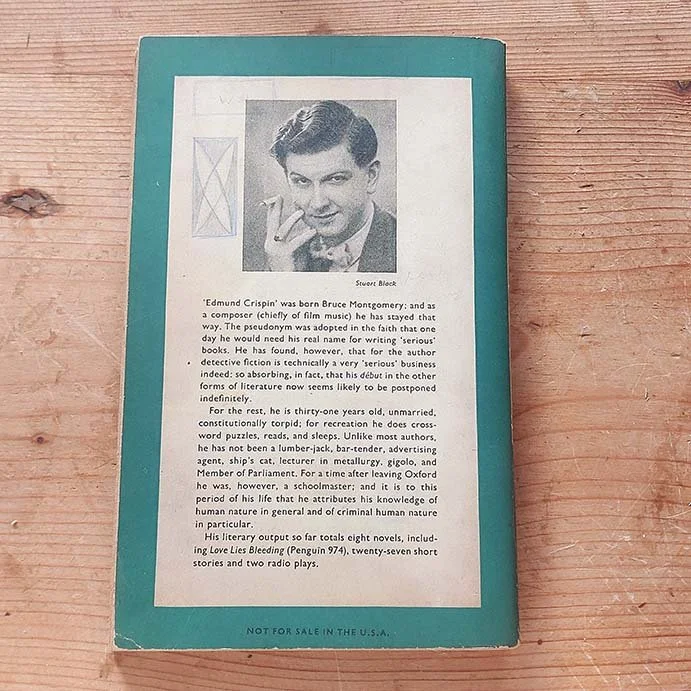 W
Stuart Black
'Edmund Crispin' was born Bruce Montgomery; and as
a composer (chiefly of film music) he has stayed that
way. The pseudonym was adopted in the faith that one
day he would need his real name for writing 'serious'
books. He has found, however, that for the author
detective fiction is technically a very 'serious' business
indeed: so absorbing, in fact, that his début in the other
forms of literature now seems likely to be postponed
indefinitely.
For the rest, he is thirty-one years old, unmarried,
constitutionally torpid; for recreation he does cross-
word puzzles, reads, and sleeps. Unlike most authors,
he has not been a lumber-jack, bar-tender, advertising
agent, ship's cat, lecturer in metallurgy, gigolo, and
Member of Parliament. For a time after leaving Oxford
he was, however, a schoolmaster; and it is to this
period of his life that he attributes his knowledge of
human nature in general and of criminal human nature
in particular.
His literary output so far totals eight novels, includ-
ing Love Lies Bleeding (Penguin 974), twenty-seven short
stories and two radio plays.
NOT FOR SALE IN THE U.S.A.